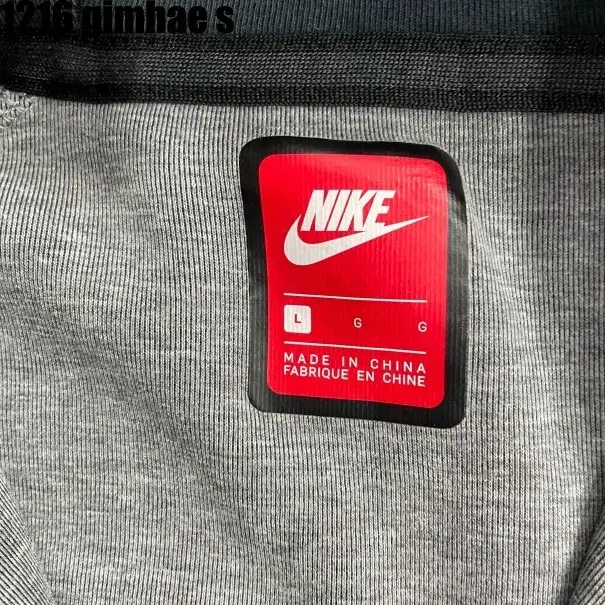 1216 gimhae s
NIKE
L G G
MADE IN CHINA
FABRIQUE EN CHINE